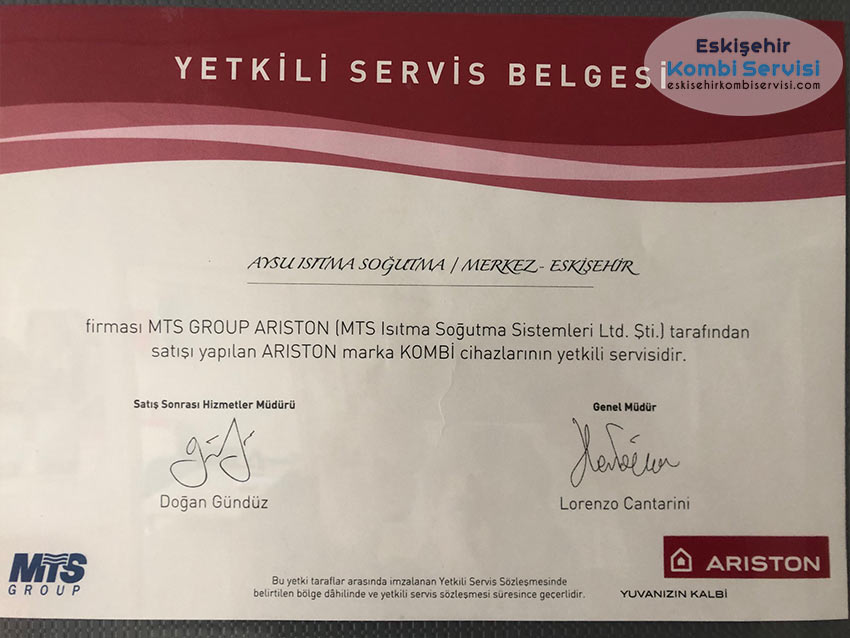 YETKİLİ SERVİS BELGESİ
Eskişehir
Kombi Servisi
eskisehirkombiservisi.com
AYSU ISITMA SOĞUTMA / MERKEZ - ESKİŞEHİR
firması MTS GROUP ARISTON (MTS Isıtma Soğutma Sistemleri Ltd. Şti.) tarafından
satışı yapılan ARISTON marka KOMBİ cihazlarının yetkili servisidir.
Satış Sonrası Hizmetler Müdürü
Doğan Gündüz
Genel Müdür
Lorenzo Cantarini
MTS
GROUP
Bu yetki taraflar arasında imzalanan Yetkili Servis Sözleşmesinde
belirtilen bölge dâhilinde ve yetkili servis sözleşmesi süresince geçerlidir.
ARISTON
YUVANIZIN KALBİ